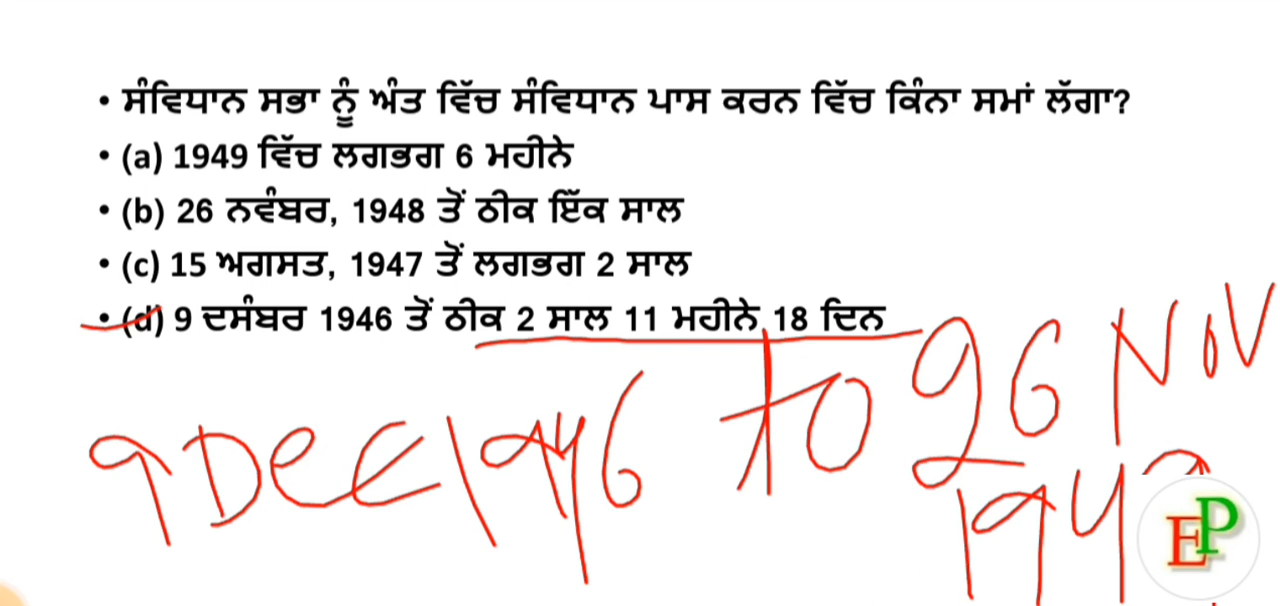 • ਸੰਵਿਧਾਨ ਸਭਾ ਨੂੰ ਅੰਤ ਵਿੱਚ ਸੰਵਿਧਾਨ ਪਾਸ ਕਰਨ ਵਿੱਚ ਕਿੰਨਾ ਸਮਾਂ ਲੱਗਾ?
• (a) 1949 ਵਿੱਚ ਲਗਭਗ 6 ਮਹੀਨੇ
• (b) 26 ਨਵੰਬਰ, 1948 ਤੋਂ ਠੀਕ ਇੱਕ ਸਾਲ
• (c) 15 ਅਗਸਤ, 1947 ਤੋਂ ਲਗਭਗ 2 ਸਾਲ
• (d) 9 ਦਸੰਬਰ 1946 ਤੋਂ ਠੀਕ 2 ਸਾਲ 11 ਮਹੀਨੇ 18 ਦਿਨ
9 Dec 1946 to 26 Nov
EP